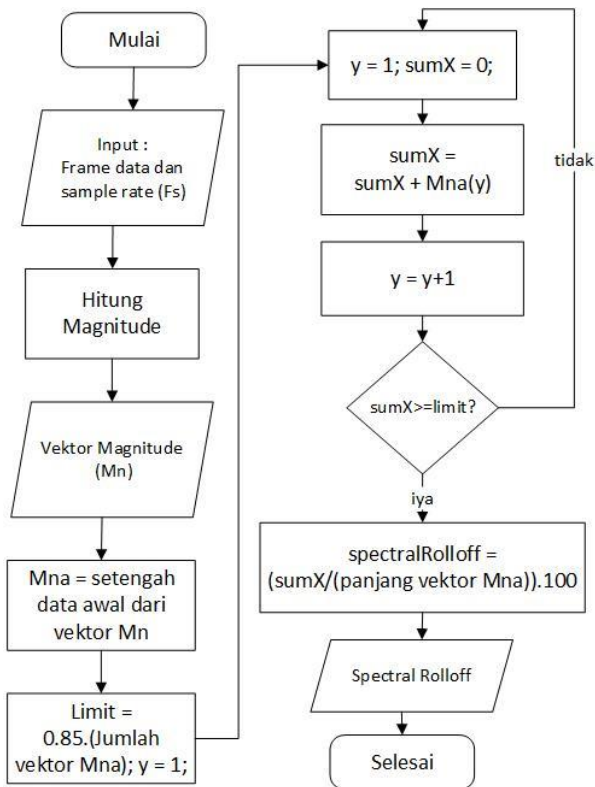 Mulai
Input :
Frame data dan
sample rate (Fs)
Hitung
Magnitude
Vektor Magnitude
(Mn)
Mna = setengah
data awal dari
vektor Mn
Limit =
0.85.(Jumlah
vektor Mna); y = 1;
y = 1; sumX = 0;
sumX =
sumX + Mna(y)
tidak
y = y+1
sumX>=limit?
iya
spectralRolloff =
(sumX/(panjang vektor Mna)).100
Spectral Rolloff
Selesai